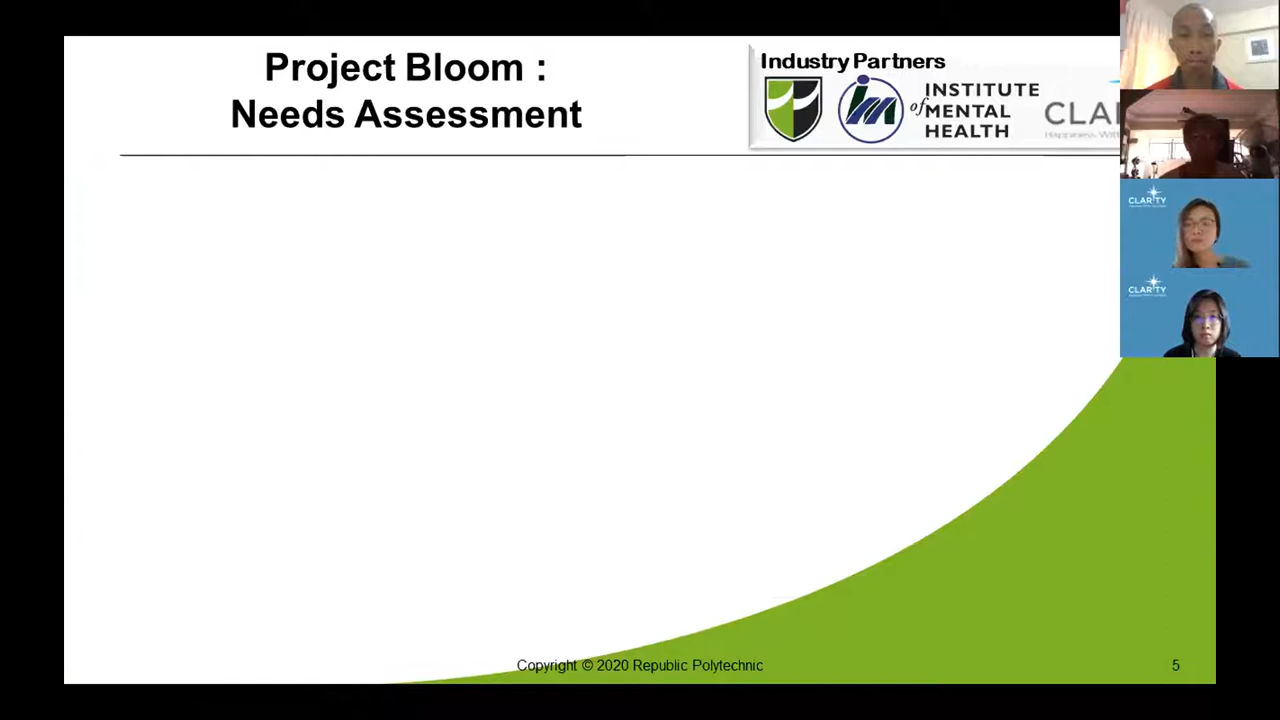 Project Bloom :
Needs Assessment
Industry Partners
INSTITUTE
of MENTAL
HEALTH
CLAR
CLARITY
CLARITY
Copyright © 2020 Republic Polytechnic
5